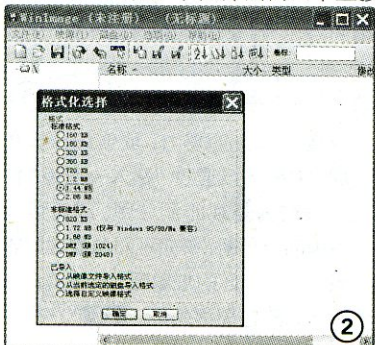 WinImage (未注册) (无标题)
卷标:
A:\
名称
大小 类型 修改
格式化选择
格式
标准格式
160 KB
180 KB
320 KB
360 KB
720 KB
1.2 MB
1.44 MB
2.88 MB
非标准格式
820 KB
1.72 MB (仅与 Windows 95/98/Me 兼容)
1.68 MB
DMF (簇 1024)
DMF (簇 2048)
已导入
从映像文件导入格式
从当前选定的磁盘导入格式
选择自定义映像格式
确定 取消
②